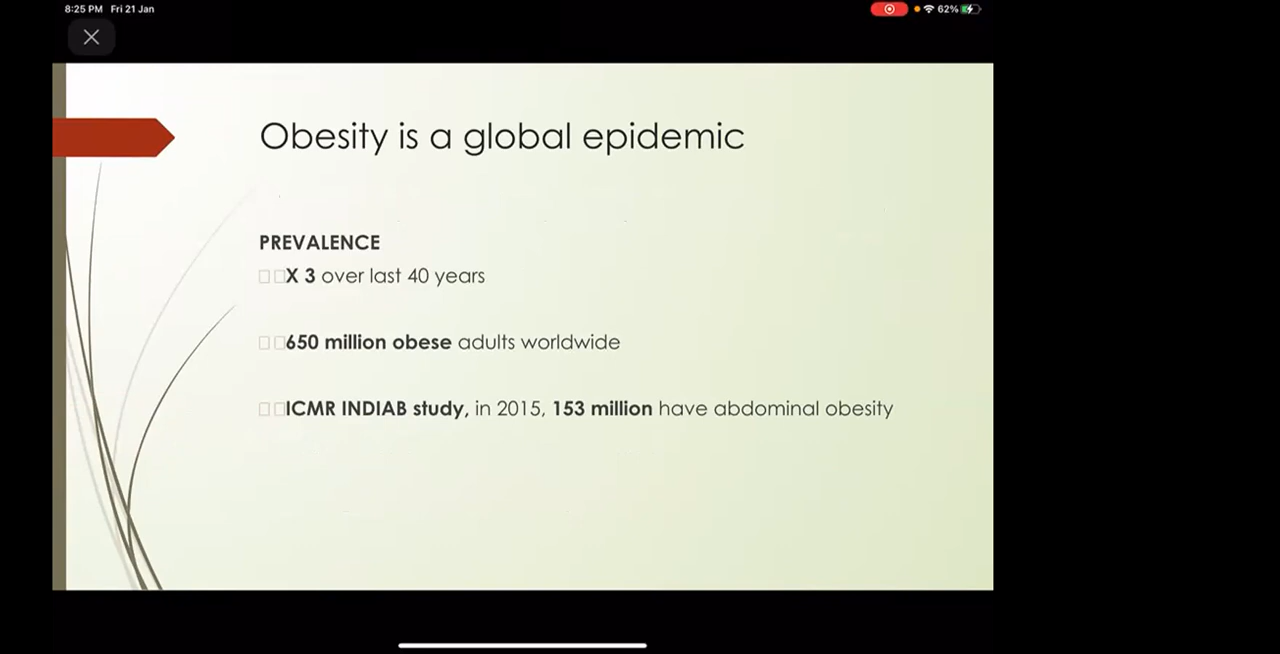 8:25 PM Fri 21 Jan
62%
Obesity is a global epidemic
PREVALENCE
X 3 over last 40 years
650 million obese adults worldwide
ICMR INDIAB study, in 2015, 153 million have abdominal obesity